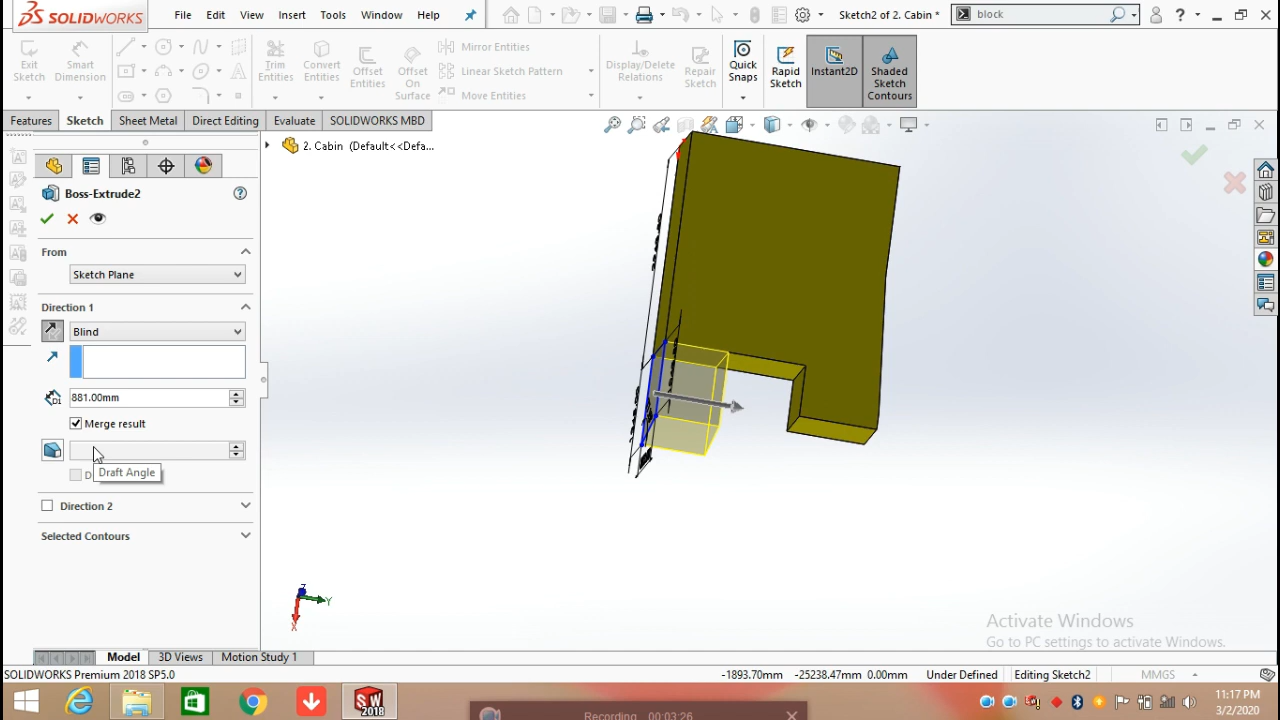 SOLIDWORKS
File
Edit
View
Insert
Tools
Window
Help
Sketch2 of 2. Cabin *
block
?
Exit Sketch
Smart Dimension
Trim Entities
Convert Entities
Offset Entities
Offset On Surface
Mirror Entities
Linear Sketch Pattern
Move Entities
Display/Delete Relations
Repair Sketch
Quick Snaps
Rapid Sketch
Instant2D
Shaded Sketch Contours
Features
Sketch
Sheet Metal
Direct Editing
Evaluate
SOLIDWORKS MBD
2. Cabin (Default<<Defa...
Boss-Extrude2
From
Sketch Plane
Direction 1
Blind
D1
881.00mm
Merge result
D
Draft Angle
Direction 2
Selected Contours
Z
Y
X
Activate Windows
Go to PC settings to activate Windows.
Model
3D Views
Motion Study 1
SOLIDWORKS Premium 2018 SP5.0
-1893.70mm
-25238.47mm
0.00mm
Under Defined
Editing Sketch2
MMGS
SW
2018
Recording
00:03:26
11:17 PM
3/2/2020